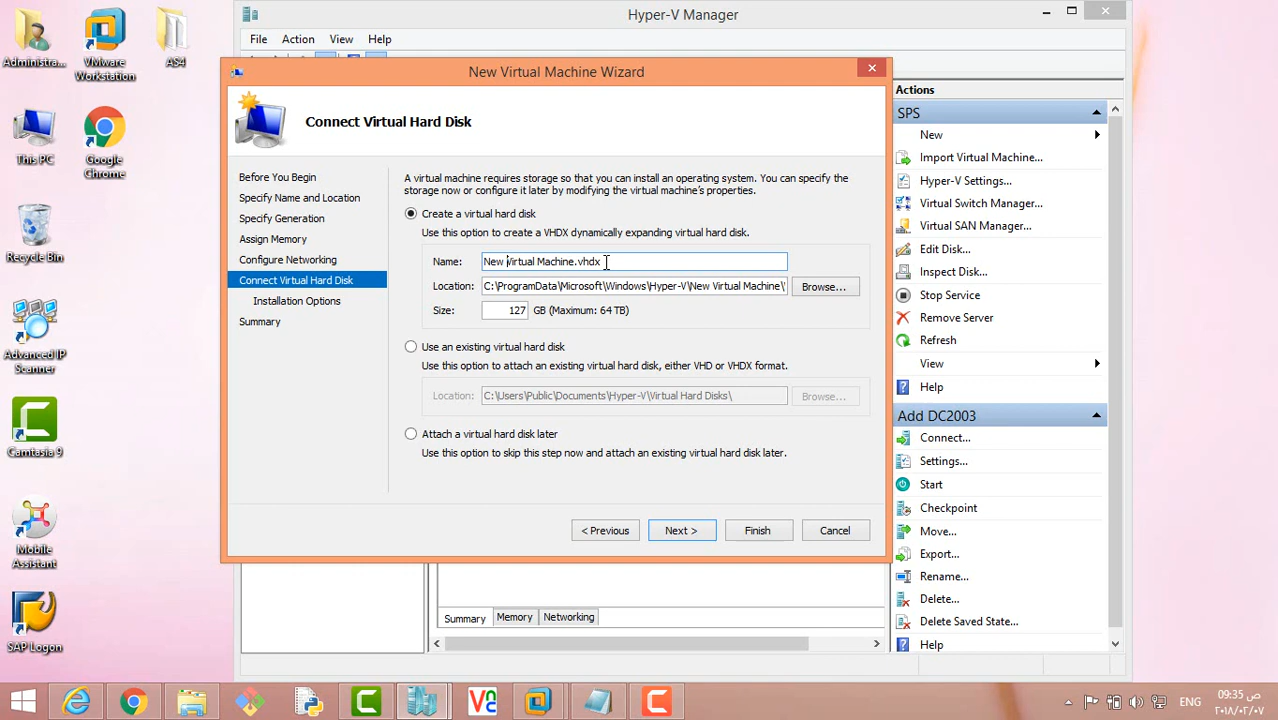 Administra...
VMware Workstation
AS4
This PC
Google Chrome
Recycle Bin
Advanced IP Scanner
Camtasia 9
Mobile Assistant
SAP Logon
Hyper-V Manager
File Action View Help
New Virtual Machine Wizard
Connect Virtual Hard Disk
Before You Begin
Specify Name and Location
Specify Generation
Assign Memory
Configure Networking
Connect Virtual Hard Disk
Installation Options
Summary
A virtual machine requires storage so that you can install an operating system. You can specify the
storage now or configure it later by modifying the virtual machine's properties.
Create a virtual hard disk
Use this option to create a VHDX dynamically expanding virtual hard disk.
Name: New Virtual Machine.vhdx
Location: C:\ProgramData\Microsoft\Windows\Hyper-V\New Virtual Machine\ Browse...
Size: 127 GB (Maximum: 64 TB)
Use an existing virtual hard disk
Use this option to attach an existing virtual hard disk, either VHD or VHDX format.
Location: C:\Users\Public\Documents\Hyper-V\Virtual Hard Disks\ Browse...
Attach a virtual hard disk later
Use this option to skip this step now and attach an existing virtual hard disk later.
< Previous Next > Finish Cancel
Summary Memory Networking
Actions
SPS
New
Import Virtual Machine...
Hyper-V Settings...
Virtual Switch Manager...
Virtual SAN Manager...
Edit Disk...
Inspect Disk...
Stop Service
Remove Server
Refresh
View
Help
Add DC2003
Connect...
Settings...
Start
Checkpoint
Move...
Export...
Rename...
Delete...
Delete Saved State...
Help
ENG
09:35 ص
٢٠١٨/٠٢/٠٧